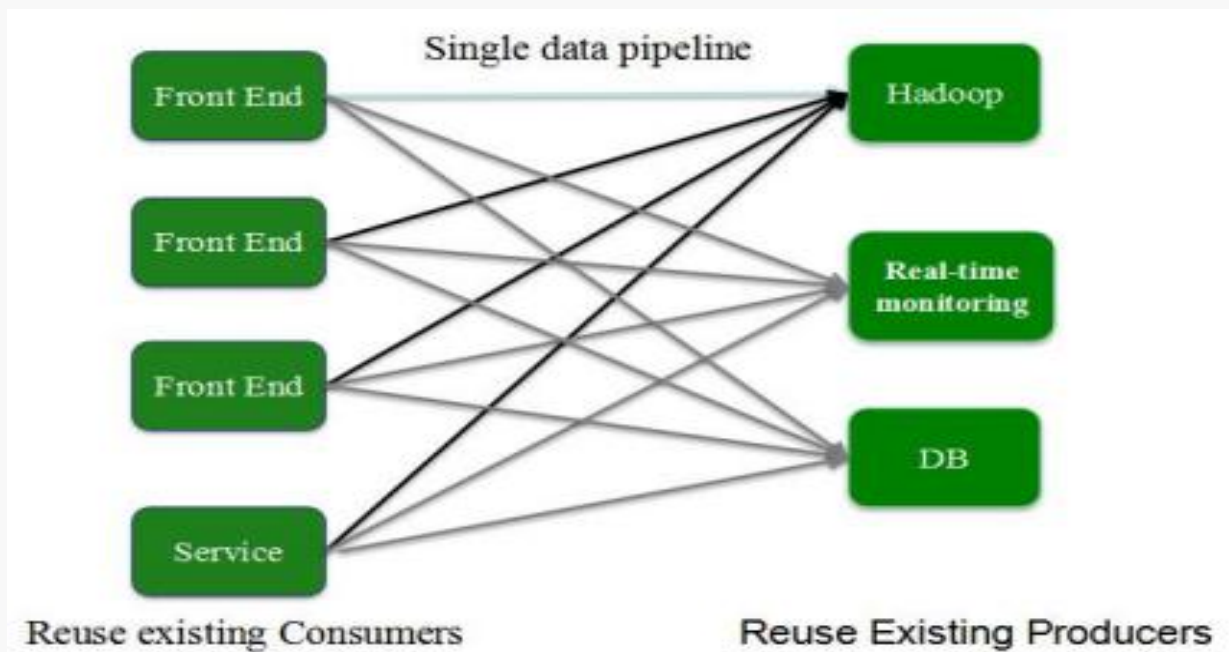 Single data pipeline
Front End
Hadoop
Front End
Real-time
monitoring
Front End
DB
Service
Reuse existing Consumers
Reuse Existing Producers